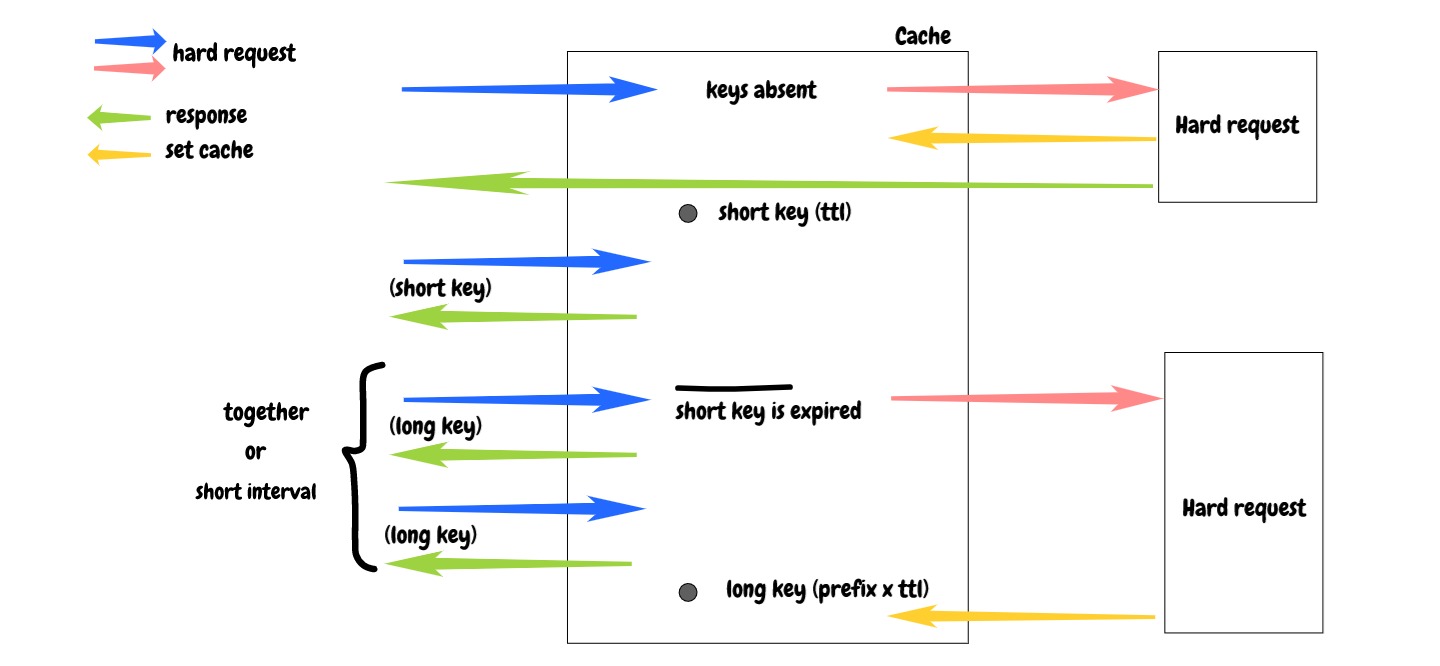 hard request
response
set cache
Cache
keys absent
Hard request
short key (ttl)
(short key)
together
or
short interval
short key is expired
(long key)
(long key)
Hard request
long key (prefix x ttl)